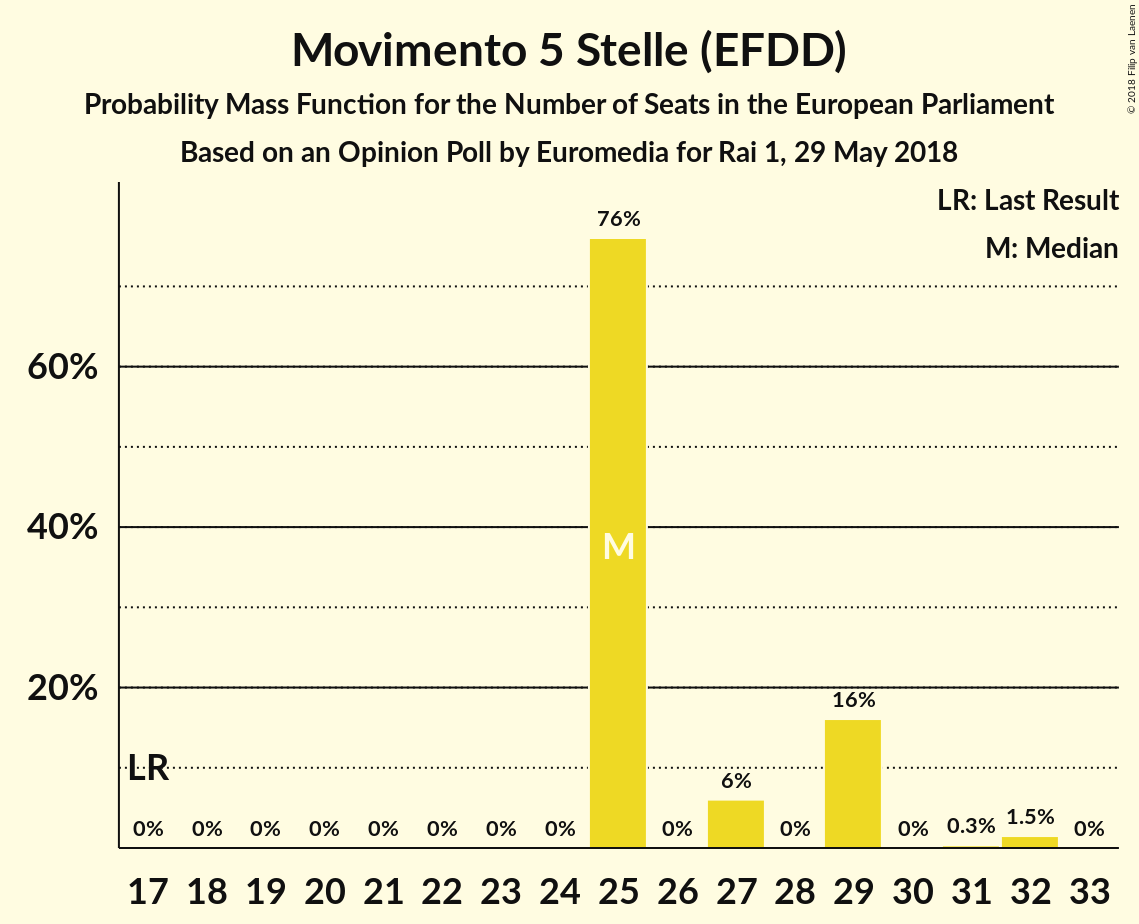 Movimento 5 Stelle (EFDD)
Probability Mass Function for the Number of Seats in the European Parliament
Based on an Opinion Poll by Euromedia for Rai 1, 29 May 2018
© 2018 Filip van Laenen
LR: Last Result
M: Median
76%
60%
40%
M
20%
16%
LR
6%
0% 0% 0% 0% 0% 0% 0% 0% 0% 0% 0% 0.3% 1.5% 0%
17 18 19 20 21 22 23 24 25 26 27 28 29 30 31 32 33